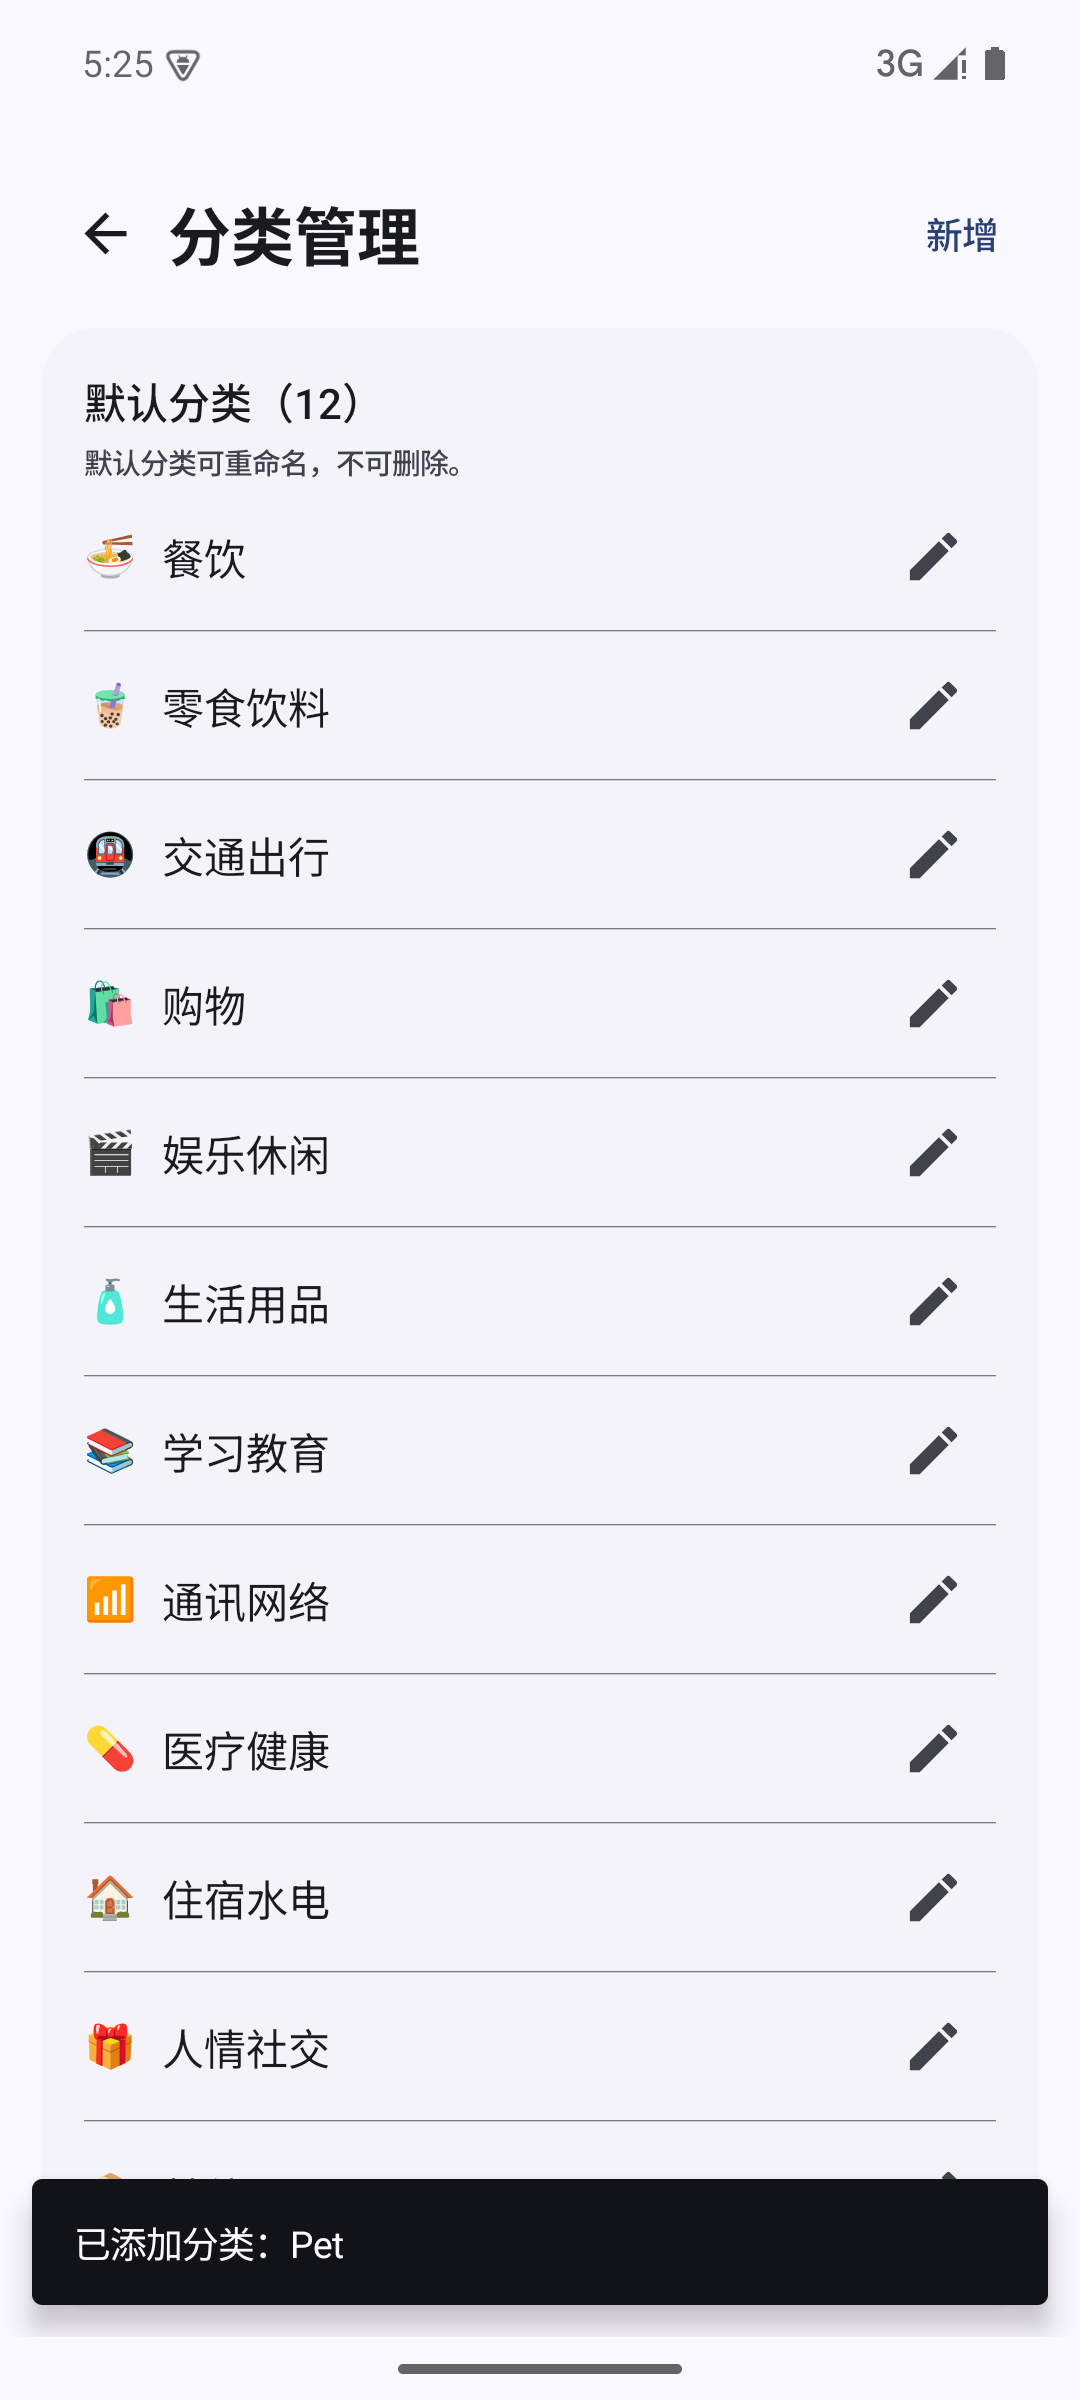 5:25
3G
分类管理
新增
默认分类（12）
默认分类可重命名，不可删除。
餐饮
零食饮料
交通出行
购物
娱乐休闲
生活用品
学习教育
通讯网络
医疗健康
住宿水电
人情社交
已添加分类：Pet